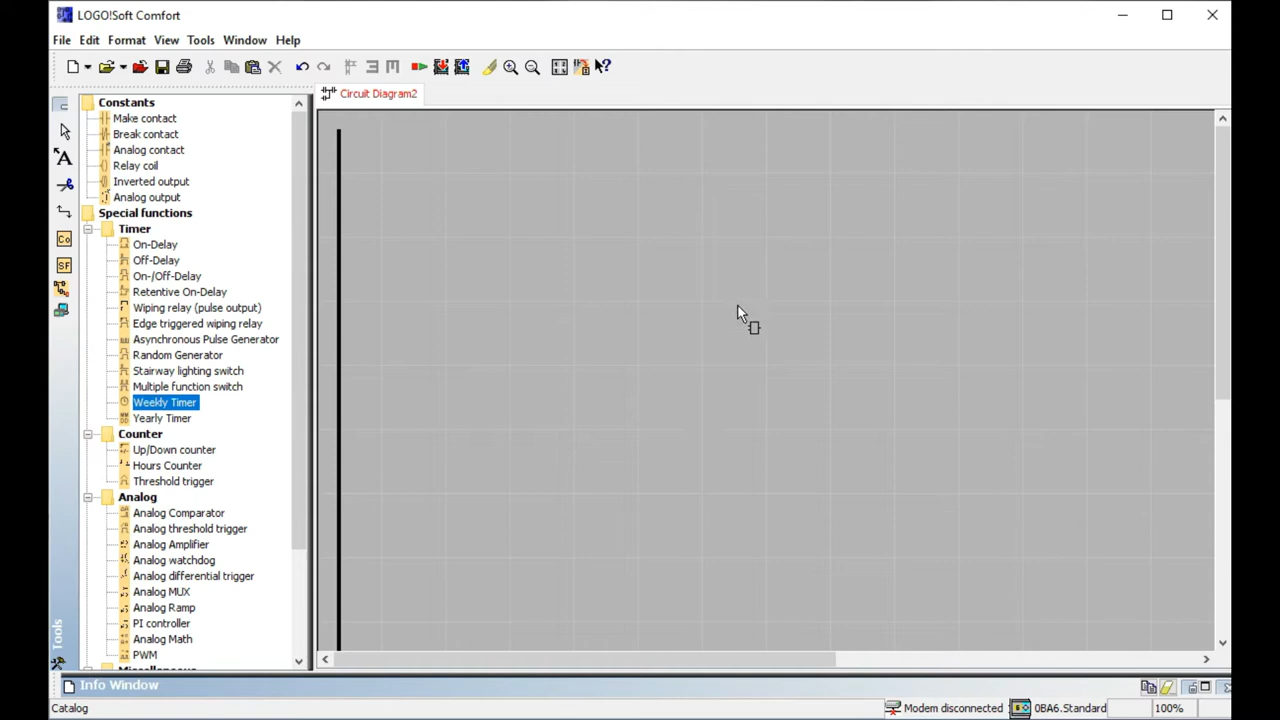 LOGO!Soft Comfort
File Edit Format View Tools Window Help
Circuit Diagram2
Constants
Make contact
Break contact
Analog contact
Relay coil
Inverted output
Analog output
Special functions
Timer
On-Delay
Off-Delay
On-/Off-Delay
Retentive On-Delay
Wiping relay (pulse output)
Edge triggered wiping relay
Asynchronous Pulse Generator
Random Generator
Stairway lighting switch
Multiple function switch
Weekly Timer
Yearly Timer
Counter
Up/Down counter
Hours Counter
Threshold trigger
Analog
Analog Comparator
Analog threshold trigger
Analog Amplifier
Analog watchdog
Analog differential trigger
Analog MUX
Analog Ramp
PI controller
Analog Math
PWM
Miscellaneous
A
Co
SF
Tools
Info Window
Catalog
Modem disconnected
0BA6.Standard
100%